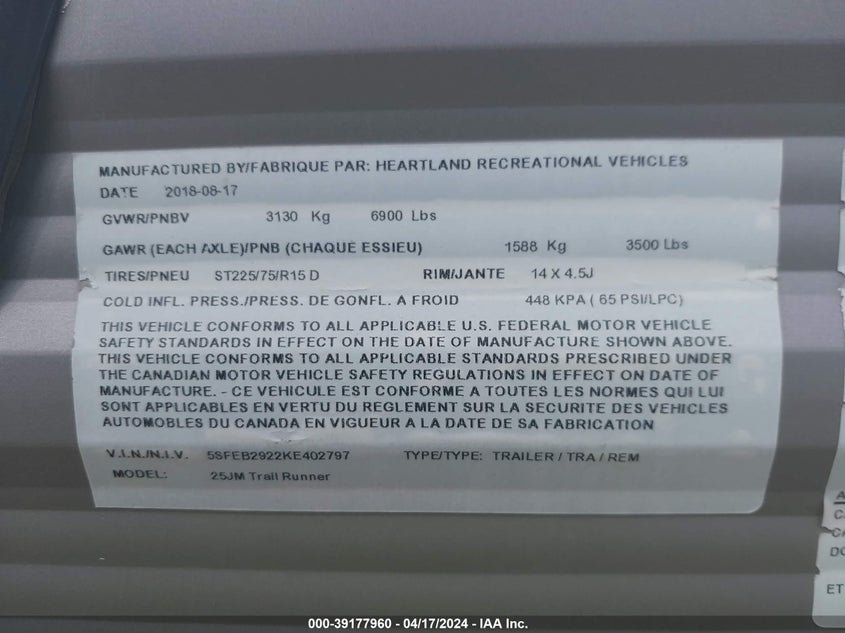 MANUFACTURED BY/FABRIQUE PAR: HEARTLAND RECREATIONAL VEHICLES
DATE 2018-08-17
GVWR/PNBV 3130 Kg 6900 Lbs
GAWR (EACH AXLE)/PNB (CHAQUE ESSIEU) 1588 Kg 3500 Lbs
TIRES/PNEU ST225/75/R15 D RIM/JANTE 14 X 4.5J
COLD INFL. PRESS./PRESS. DE GONFL. A FROID 448 KPA ( 65 PSI/LPC)
THIS VEHICLE CONFORMS TO ALL APPLICABLE U.S. FEDERAL MOTOR VEHICLE
SAFETY STANDARDS IN EFFECT ON THE DATE OF MANUFACTURE SHOWN ABOVE.
THIS VEHICLE CONFORMS TO ALL APPLICABLE STANDARDS PRESCRIBED UNDER
THE CANADIAN MOTOR VEHICLE SAFETY REGULATIONS IN EFFECT ON DATE OF
MANUFACTURE. - CE VEHICULE EST CONFORME A TOUTES LES NORMES QUI LUI
SONT APPLICABLES EN VERTU DU REGLEMENT SUR LA SECURITE DES VEHICLES
AUTOMOBILES DU CANADA EN VIGUEUR A LA DATE DE SA FABRICATION
V.I.N./N.I.V. 5SFEB2922KE402797 TYPE/TYPE: TRAILER / TRA / REM
MODEL: 25JM Trail Runner
ET
000-39177960 - 04/17/2024 - IAA Inc.